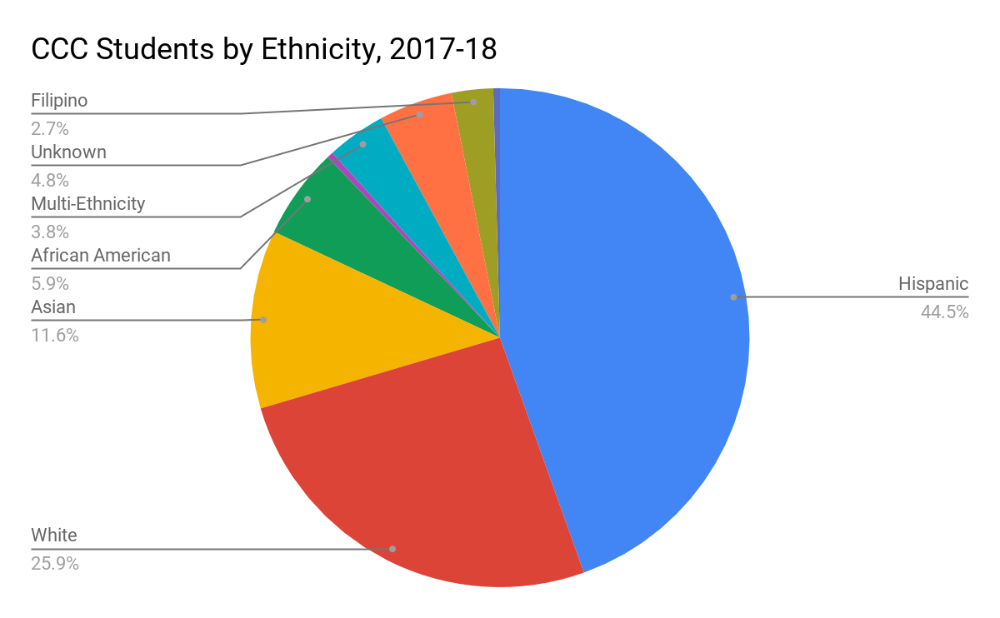 CCC Students by Ethnicity, 2017-18
Filipino
2.7%
Unknown
4.8%
Multi-Ethnicity
3.8%
African American
5.9%
Asian
11.6%
White
25.9%
Hispanic
44.5%